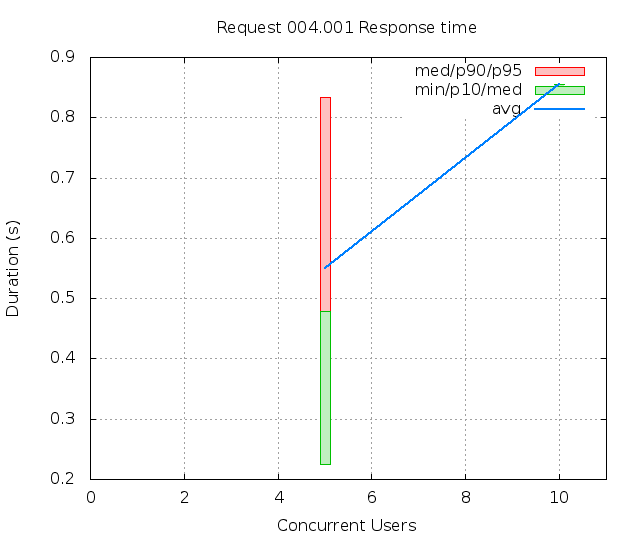 Request 004.001 Response time
med/p90/p95
min/p10/med
avg
0.9
0.8
0.7
0.6
0.5
0.4
0.3
0.2
Duration (s)
0 2 4 6 8 10
Concurrent Users